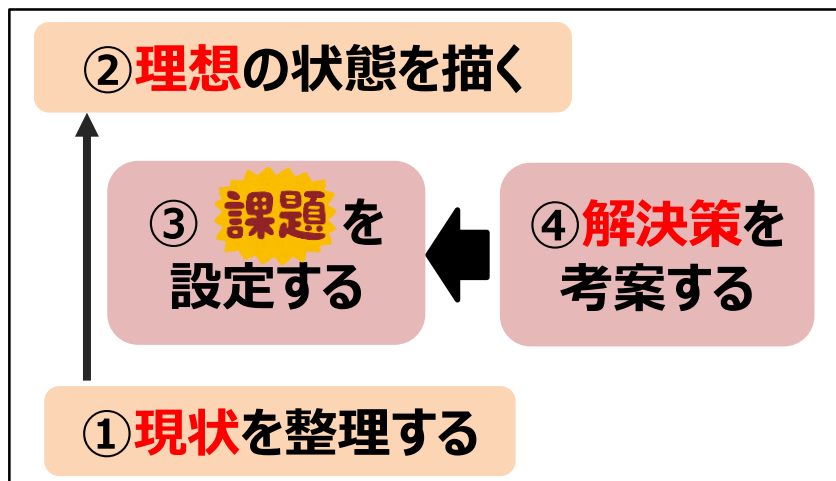 ②理想の状態を描く
③ 課題を
設定する
④解決策を
考案する
①現状を整理する